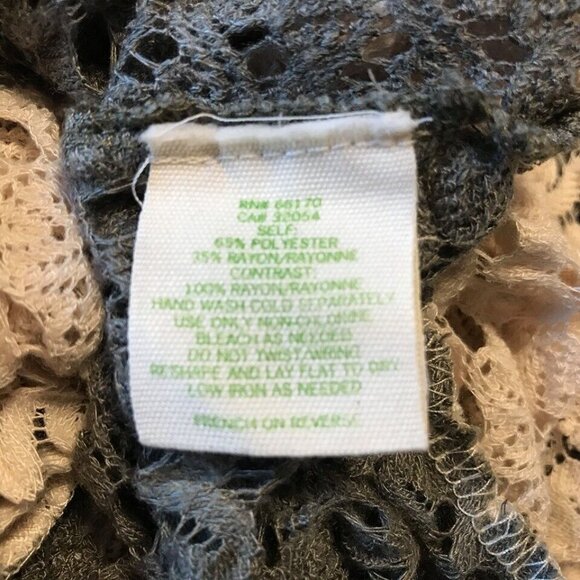 RN# 66170
CA# 32054
SELF:
65% POLYESTER
35% RAYON/RAYONNE
CONTRAST:
100% RAYON/RAYONNE
HAND WASH COLD SEPARATELY
USE ONLY NON-CHLORINE
BLEACH AS NEEDED
DO NOT TWIST/WRING
RESHAPE AND LAY FLAT TO DRY
LOW IRON AS NEEDED
FRENCH ON REVERSE